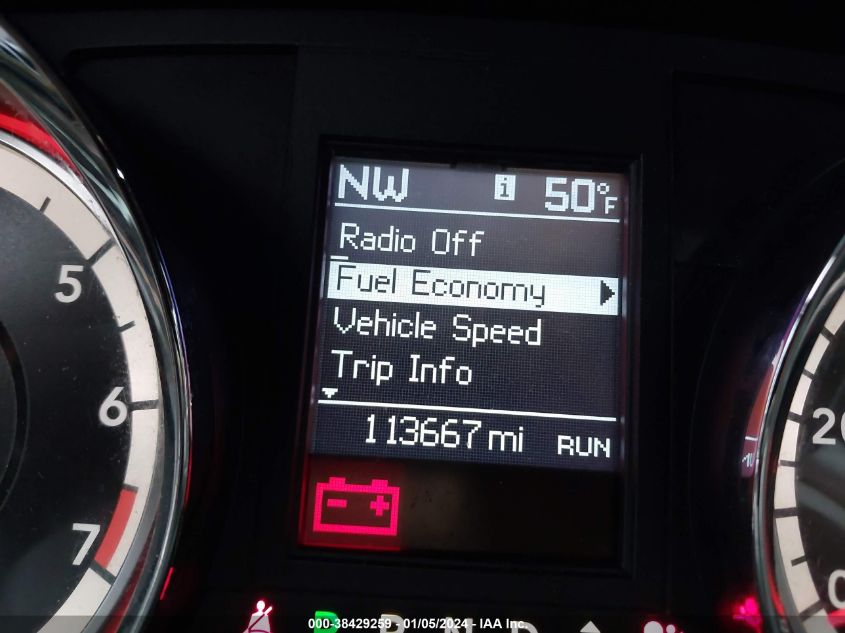 NW i 50°F
Radio Off
5
Fuel Economy
Vehicle Speed
Trip Info
6
113667 mi RUN
7
P R N D
000-38429259 - 01/05/2024 - IAA Inc.